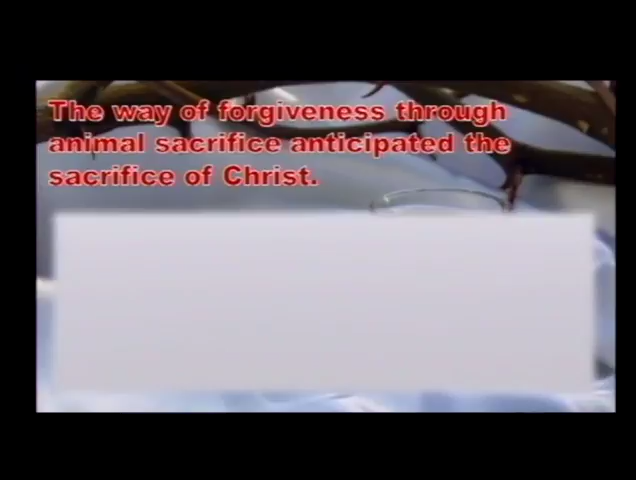 The way of forgiveness through
animal sacrifice anticipated the
sacrifice of Christ.